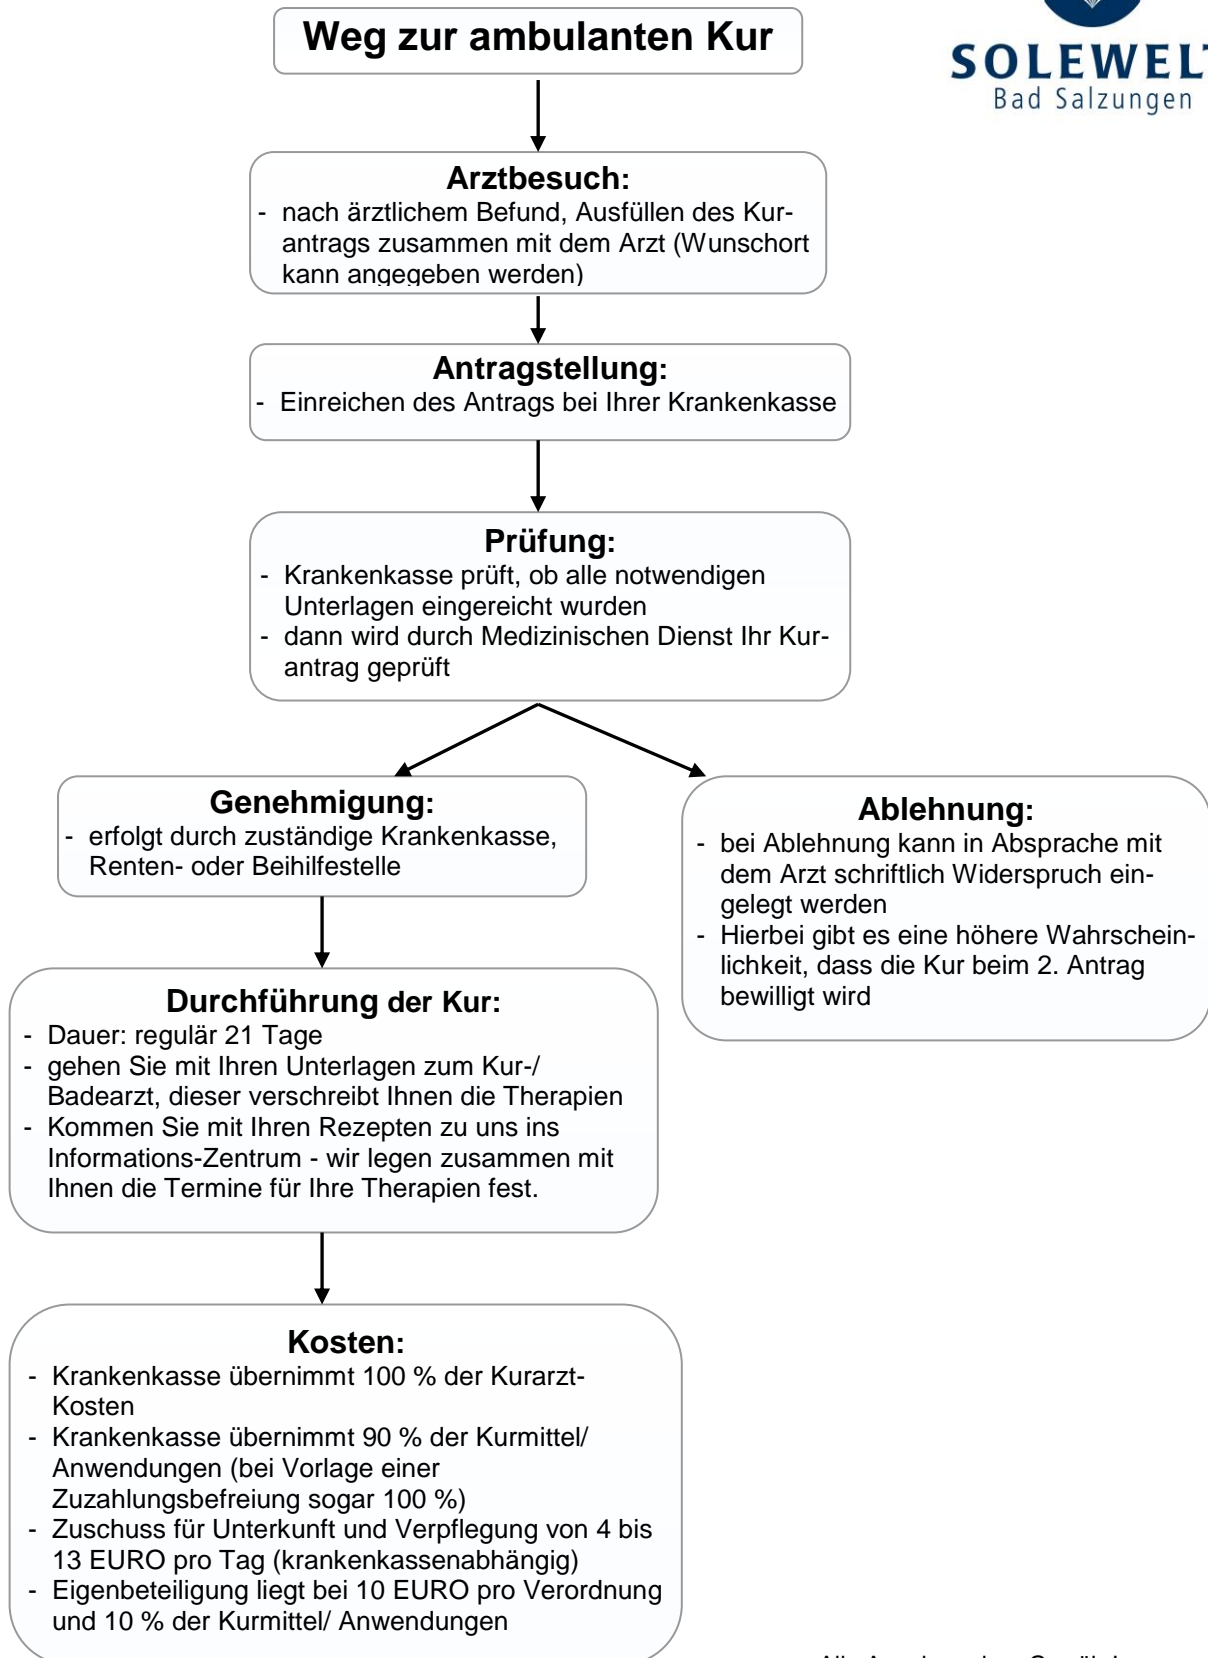 Weg zur ambulanten Kur
SOLEWELT
Bad Salzungen
Arztbesuch:
- nach ärztlichem Befund, Ausfüllen des Kur-
antrags zusammen mit dem Arzt (Wunschort
kann angegeben werden)
Antragstellung:
- Einreichen des Antrags bei Ihrer Krankenkasse
Prüfung:
- Krankenkasse prüft, ob alle notwendigen
Unterlagen eingereicht wurden
- dann wird durch Medizinischen Dienst Ihr Kur-
antrag geprüft
Genehmigung:
- erfolgt durch zuständige Krankenkasse,
Renten- oder Beihilfestelle
Ablehnung:
- bei Ablehnung kann in Absprache mit
dem Arzt schriftlich Widerspruch ein-
gelegt werden
- Hierbei gibt es eine höhere Wahrschein-
lichkeit, dass die Kur beim 2. Antrag
bewilligt wird
Durchführung der Kur:
- Dauer: regulär 21 Tage
- gehen Sie mit Ihren Unterlagen zum Kur-/
Badearzt, dieser verschreibt Ihnen die Therapien
- Kommen Sie mit Ihren Rezepten zu uns ins
Informations-Zentrum - wir legen zusammen mit
Ihnen die Termine für Ihre Therapien fest.
Kosten:
- Krankenkasse übernimmt 100 % der Kurarzt-
Kosten
- Krankenkasse übernimmt 90 % der Kurmittel/
Anwendungen (bei Vorlage einer
Zuzahlungsbefreiung sogar 100 %)
- Zuschuss für Unterkunft und Verpflegung von 4 bis
13 EURO pro Tag (krankenkassenabhängig)
- Eigenbeteiligung liegt bei 10 EURO pro Verordnung
und 10 % der Kurmittel/ Anwendungen